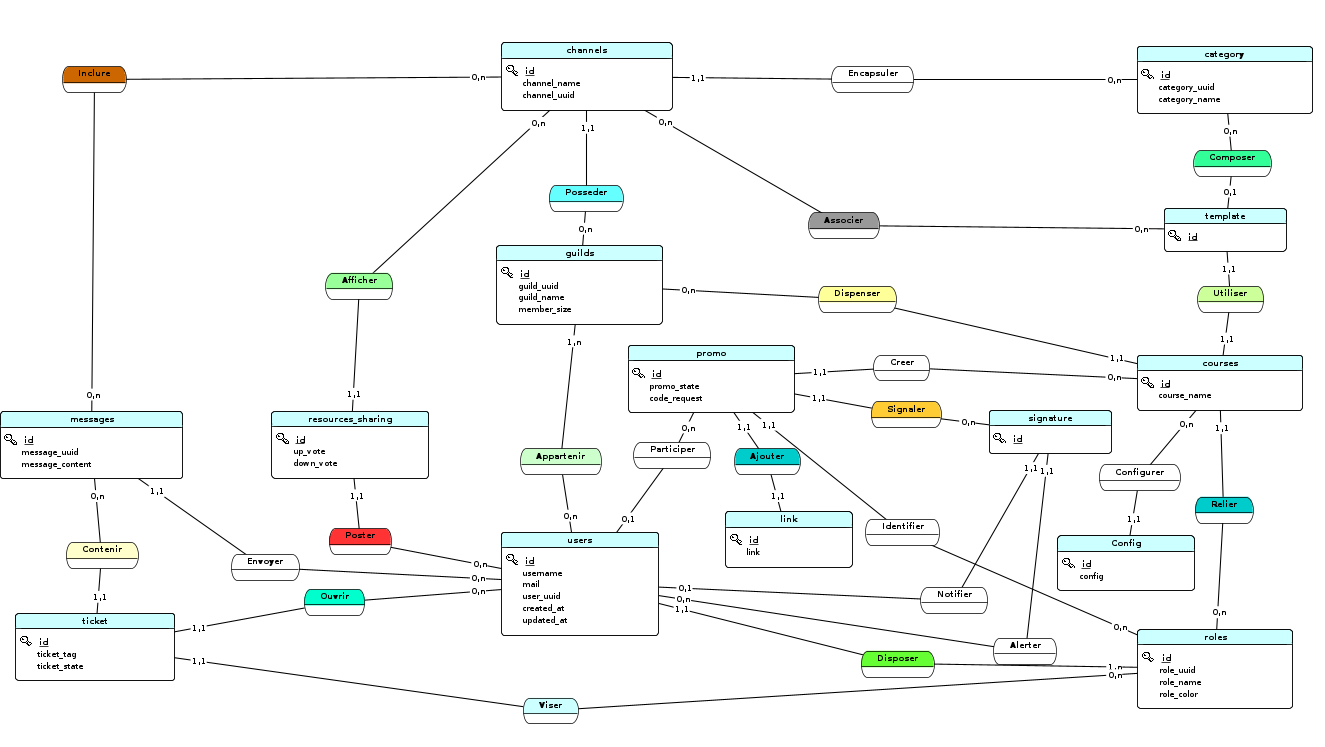 channels
id
channel_name
channel_uuid
category
id
category_uuid
category_name
Inclure
0,n
1,1
Encapsuler
0,n
0,n
1,1
0,n
0,n
Composer
0,1
Posseder
0,n
Associer
0,n
template
id
guilds
id
guild_uuid
guild_name
member_size
Afficher
0,n
Dispenser
1,1
1,1
Utiliser
1,1
1,n
promo
id
promo_state
code_request
1,1
Creer
0,n
courses
id
course_name
0,n
1,1
1,1
Signaler
0,n
signature
id
messages
id
message_uuid
message_content
resources_sharing
id
up_vote
down_vote
0,n
1,1
1,1
0,n
1,1
Appartenir
Participer
Ajouter
1,1
1,1
Configurer
0,n
1,1
1,1
0,n
0,1
1,1
1,1
Relier
link
id
link
Identifier
Contenir
Envoyer
Poster
0,n
0,n
0,n
users
id
username
mail
user_uuid
created_at
updated_at
Config
id
config
1,1
Ouvrir
0,1
0,n
1,1
Notifier
0,n
0,n
ticket
id
ticket_tag
ticket_state
1,1
1,1
Alerter
Disposer
1,n
0,n
roles
id
role_uuid
role_name
role_color
Viser